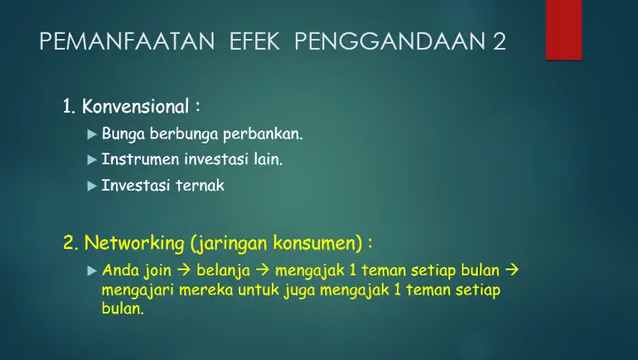 PEMANFAATAN EFEK PENGGANDAAN 2
1. Konvensional :
Bunga berbunga perbankan.
Instrumen investasi lain.
Investasi ternak
2. Networking (jaringan konsumen) :
Anda join → belanja → mengajak 1 teman setiap bulan →
mengajari mereka untuk juga mengajak 1 teman setiap
bulan.